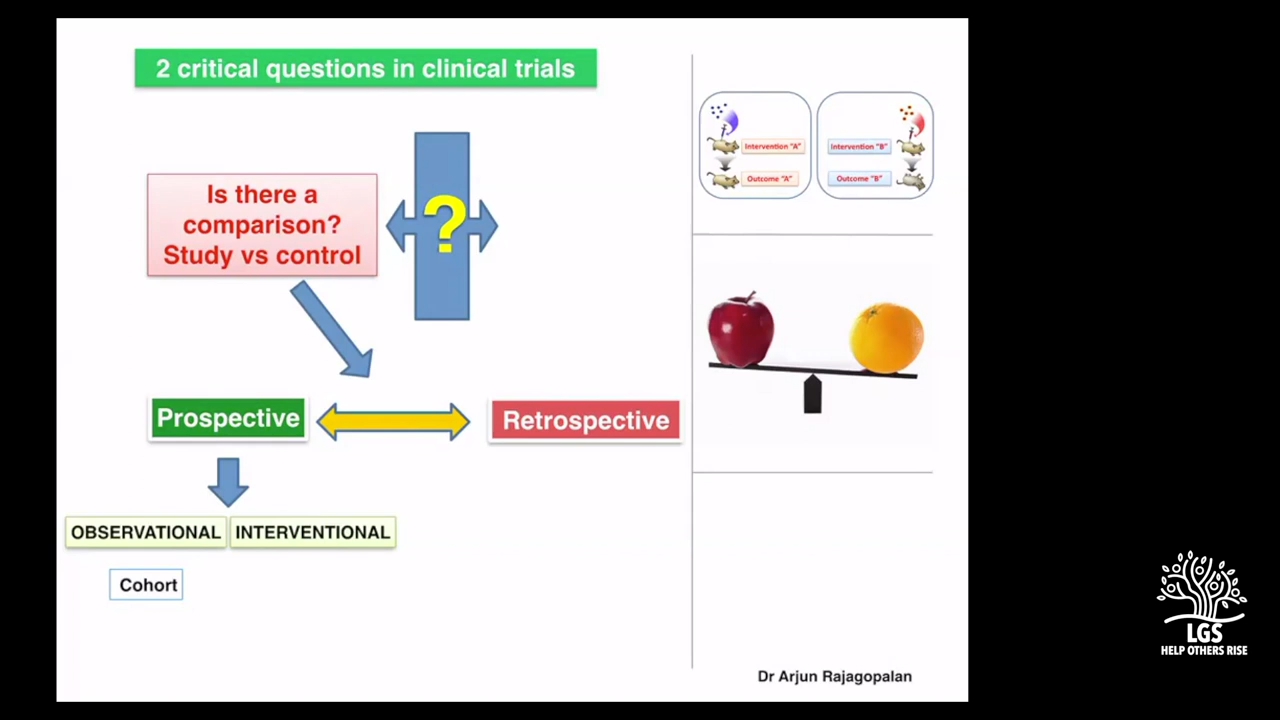 2 critical questions in clinical trials
Is there a
comparison?
Study vs control
?
Prospective
Retrospective
OBSERVATIONAL
INTERVENTIONAL
Cohort
Intervention "A"
Outcome "A"
Intervention "B"
Outcome "B"
Dr Arjun Rajagopalan
LGS
HELP OTHERS RISE